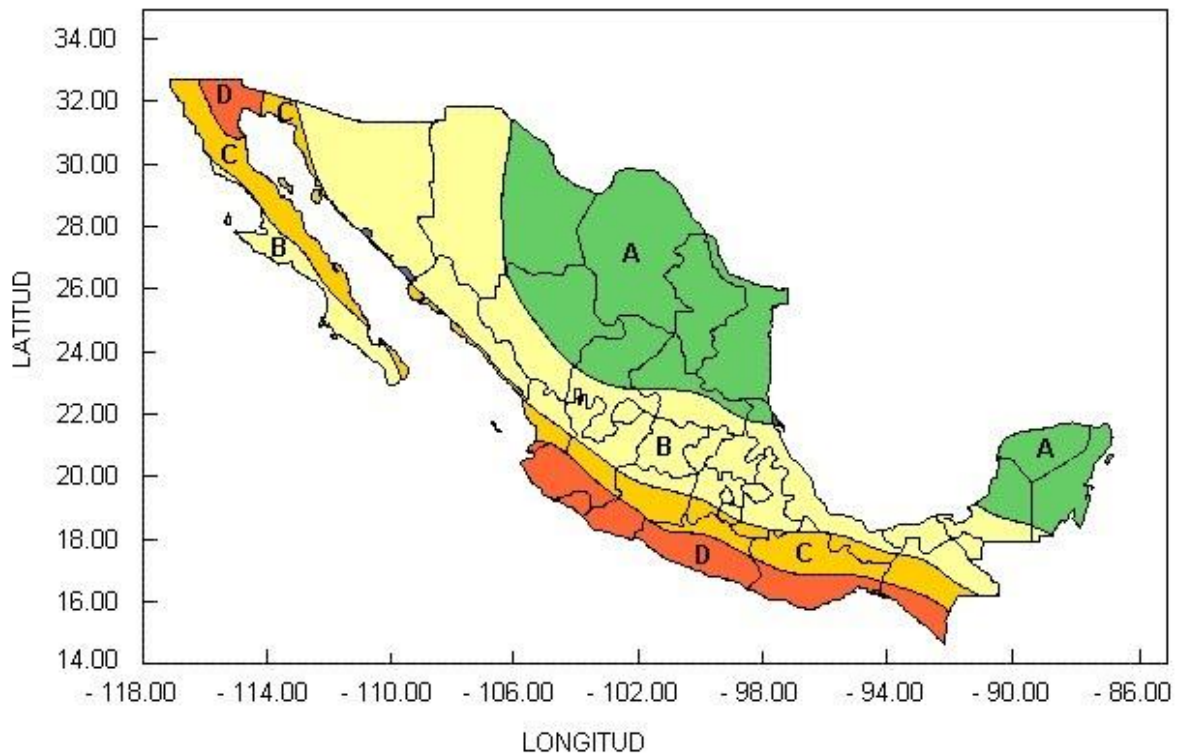 34.00
32.00
30.00
28.00
26.00
24.00
22.00
20.00
18.00
16.00
14.00
LATITUD
D
C
C
B
A
A
B
C
D
- 118.00
- 114.00
- 110.00
- 106.00
- 102.00
- 98.00
- 94.00
- 90.00
- 86.00
LONGITUD